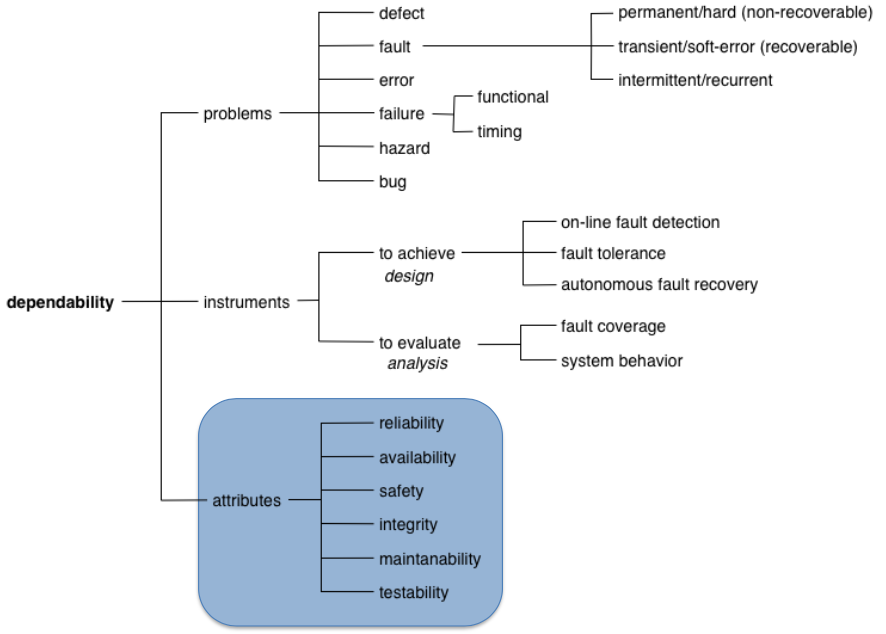 defect
permanent/hard (non-recoverable)
fault
transient/soft-error (recoverable)
error
intermittent/recurrent
problems
failure
functional
timing
hazard
bug
on-line fault detection
to achieve
design
fault tolerance
autonomous fault recovery
dependability
instruments
fault coverage
to evaluate
analysis
system behavior
reliability
availability
safety
attributes
integrity
maintanability
testability